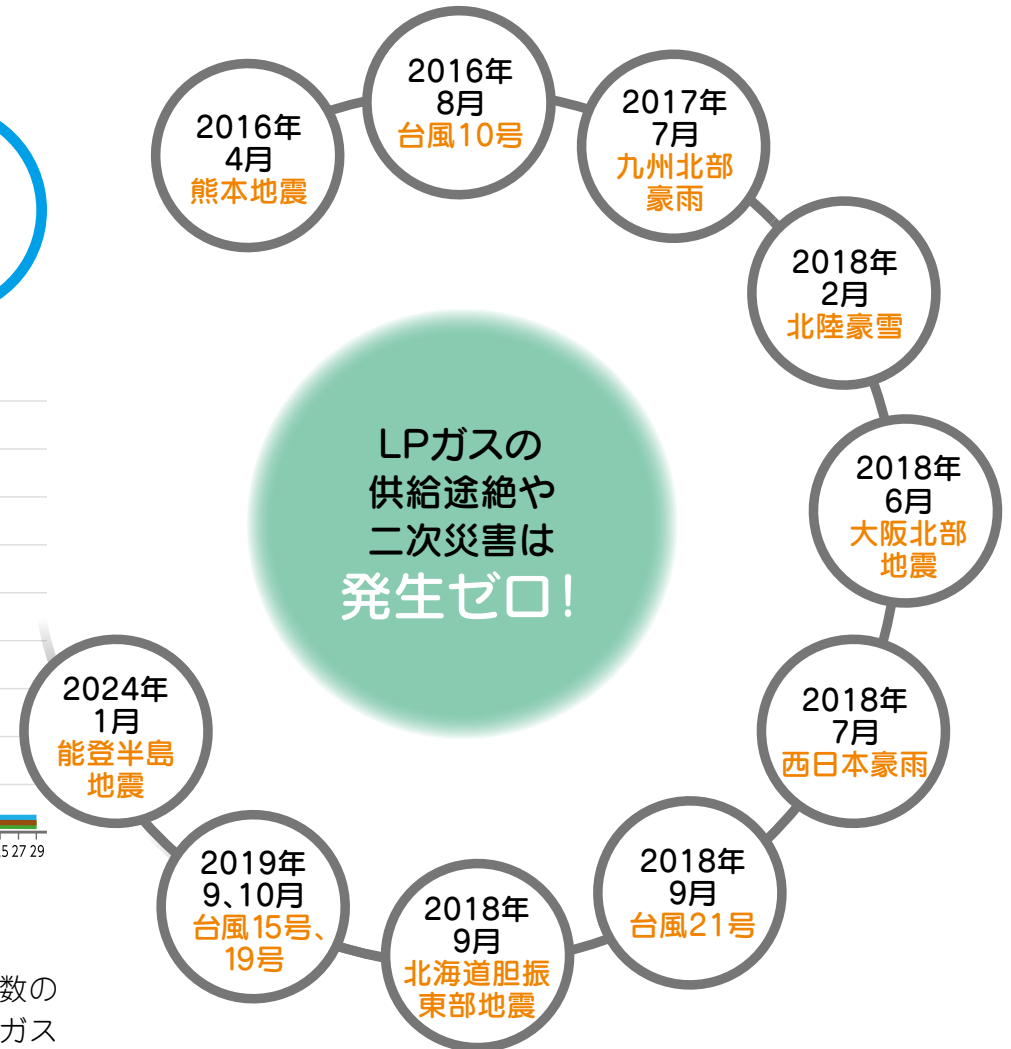 2016年
4月
熊本地震
2016年
8月
台風10号
2017年
7月
九州北部
豪雨
2018年
2月
北陸豪雪
2018年
6月
大阪北部
地震
2018年
7月
西日本豪雨
2018年
9月
台風21号
2018年
9月
北海道胆振
東部地震
2019年
9、10月
台風15号、
19号
2024年
1月
能登半島
地震
LPガスの
供給途絶や
二次災害は
発生ゼロ!
5 27 29
数の
ガス